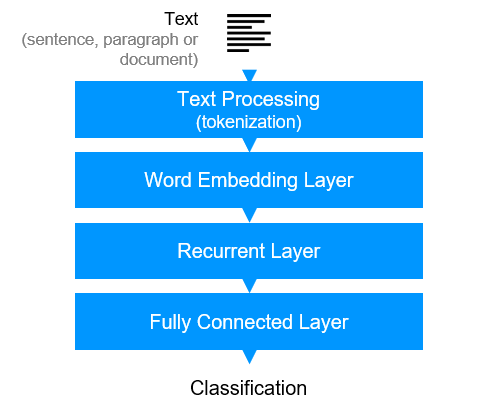 Text
(sentence, paragraph or
document)
Text Processing
(tokenization)
Word Embedding Layer
Recurrent Layer
Fully Connected Layer
Classification